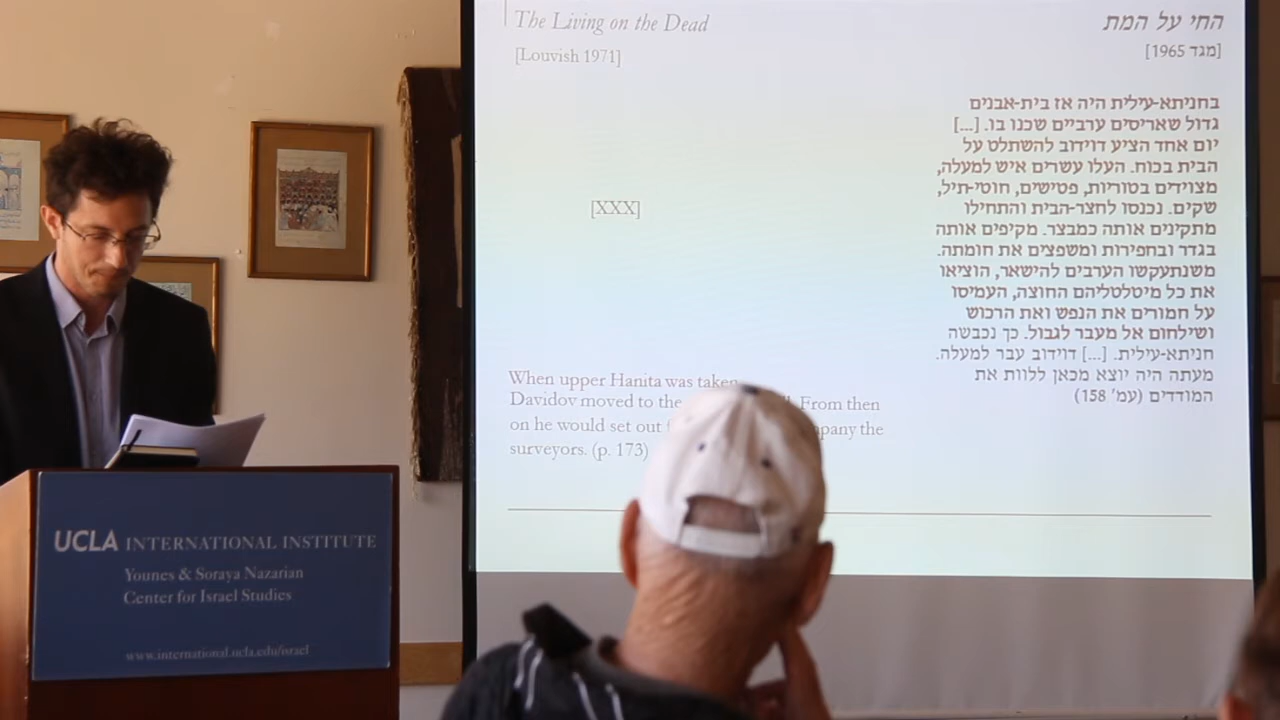 The Living on the Dead
[Louvish 1971]
[XXX]
When upper Hanita was taken
Davidov moved to the From then
on he would set out the
surveyors. (p. 173)
החי על המת
[מגד 1965]
בחניתא-עילית היה אז בית-אבנים
גדול שאריסים ערביים שכנו בו. [...]
יום אחד הציע דוידוב להשתלט על
הבית בכוח. העלו עשרים איש למעלה,
מצוידים בטוריות, פטישים, חוטי-תיל,
שקים. נכנסו לחצר-הבית והתחילו
מתקינים אותה כמבצר. מקיפים אותה
בגדר ובחפירות ומשפצים את חומתה.
משנתעקשו הערבים להישאר, הוציאו
את כל מיטלטליהם החוצה, העמיסו
על חמורים את הנפש ואת הרכוש
ושילחום אל מעבר לגבול. כך נכבשה
חניתא-עילית. [...] דוידוב עבר למעלה.
מעתה היה יוצא מכאן ללוות את
המודדים (עמ' 158)
UCLA INTERNATIONAL INSTITUTE
Younes & Soraya Nazarian
Center for Israel Studies
www.international.ucla.edu/israel